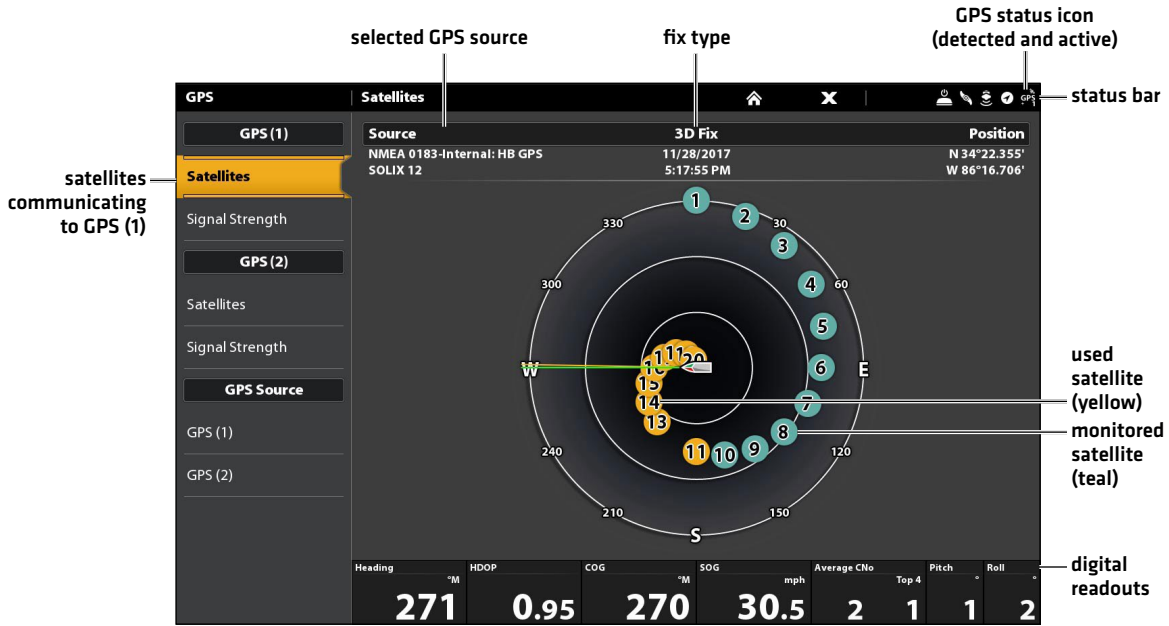 GPS status icon
(detected and active)
selected GPS source
fix type
status bar
GPS
Satellites
GPS
GPS (1)
Satellites
Signal Strength
GPS (2)
Satellites
Signal Strength
GPS Source
GPS (1)
GPS (2)
satellites
communicating
to GPS (1)
Source 3D Fix Position
NMEA 0183-Internal: HB GPS 11/28/2017 N 34°22.355'
SOLIX 12 5:17:55 PM W 86°16.706'
1
2
330
30
3
300
4
60
5
W
6
E
7
8
9
10
11
13
14
15
20
240
120
210
150
S
used
satellite
(yellow)
monitored
satellite
(teal)
digital
readouts
Heading HDOP COG SOG Average CNo Pitch Roll
°M °M mph Top 4 ° °
271 0.95 270 30.5 2 1 1 2